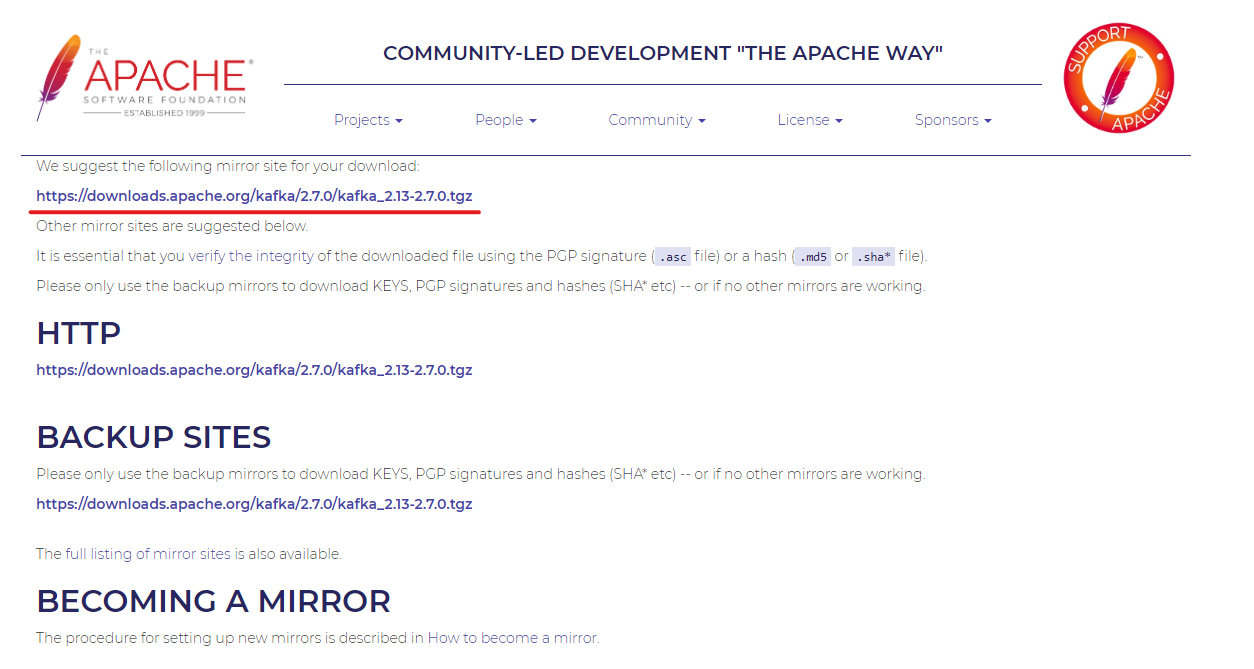 THE
APACHE®
SOFTWARE FOUNDATION
ESTABLISHED 1999
COMMUNITY-LED DEVELOPMENT "THE APACHE WAY"
SUPPORT APACHE
Projects People Community License Sponsors
We suggest the following mirror site for your download:
https://downloads.apache.org/kafka/2.7.0/kafka_2.13-2.7.0.tgz
Other mirror sites are suggested below.
It is essential that you verify the integrity of the downloaded file using the PGP signature ( .asc file) or a hash ( .md5 or .sha* file).
Please only use the backup mirrors to download KEYS, PGP signatures and hashes (SHA* etc) -- or if no other mirrors are working.
HTTP
https://downloads.apache.org/kafka/2.7.0/kafka_2.13-2.7.0.tgz
BACKUP SITES
Please only use the backup mirrors to download KEYS, PGP signatures and hashes (SHA* etc) -- or if no other mirrors are working.
https://downloads.apache.org/kafka/2.7.0/kafka_2.13-2.7.0.tgz
The full listing of mirror sites is also available.
BECOMING A MIRROR
The procedure for setting up new mirrors is described in How to become a mirror.